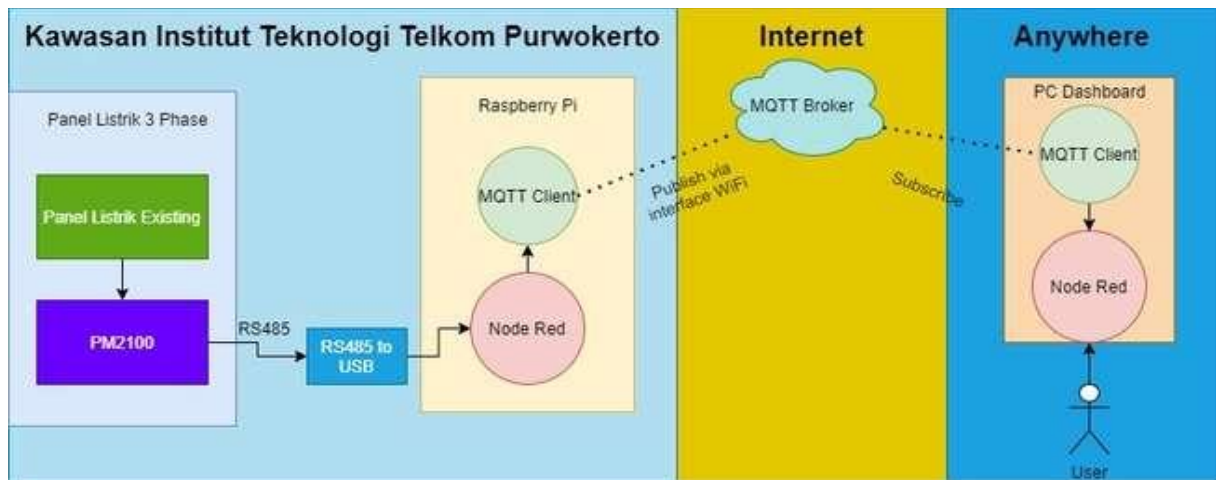 Kawasan Institut Teknologi Telkom Purwokerto
Internet
Anywhere
Panel Listrik 3 Phase
Panel Listrik Existing
PM2100
RS485
RS485 to
USB
Raspberry Pi
MQTT Client
Node Red
Publish via
interface WiFi
MQTT Broker
Subscribe
PC Dashboard
MQTT Client
Node Red
User